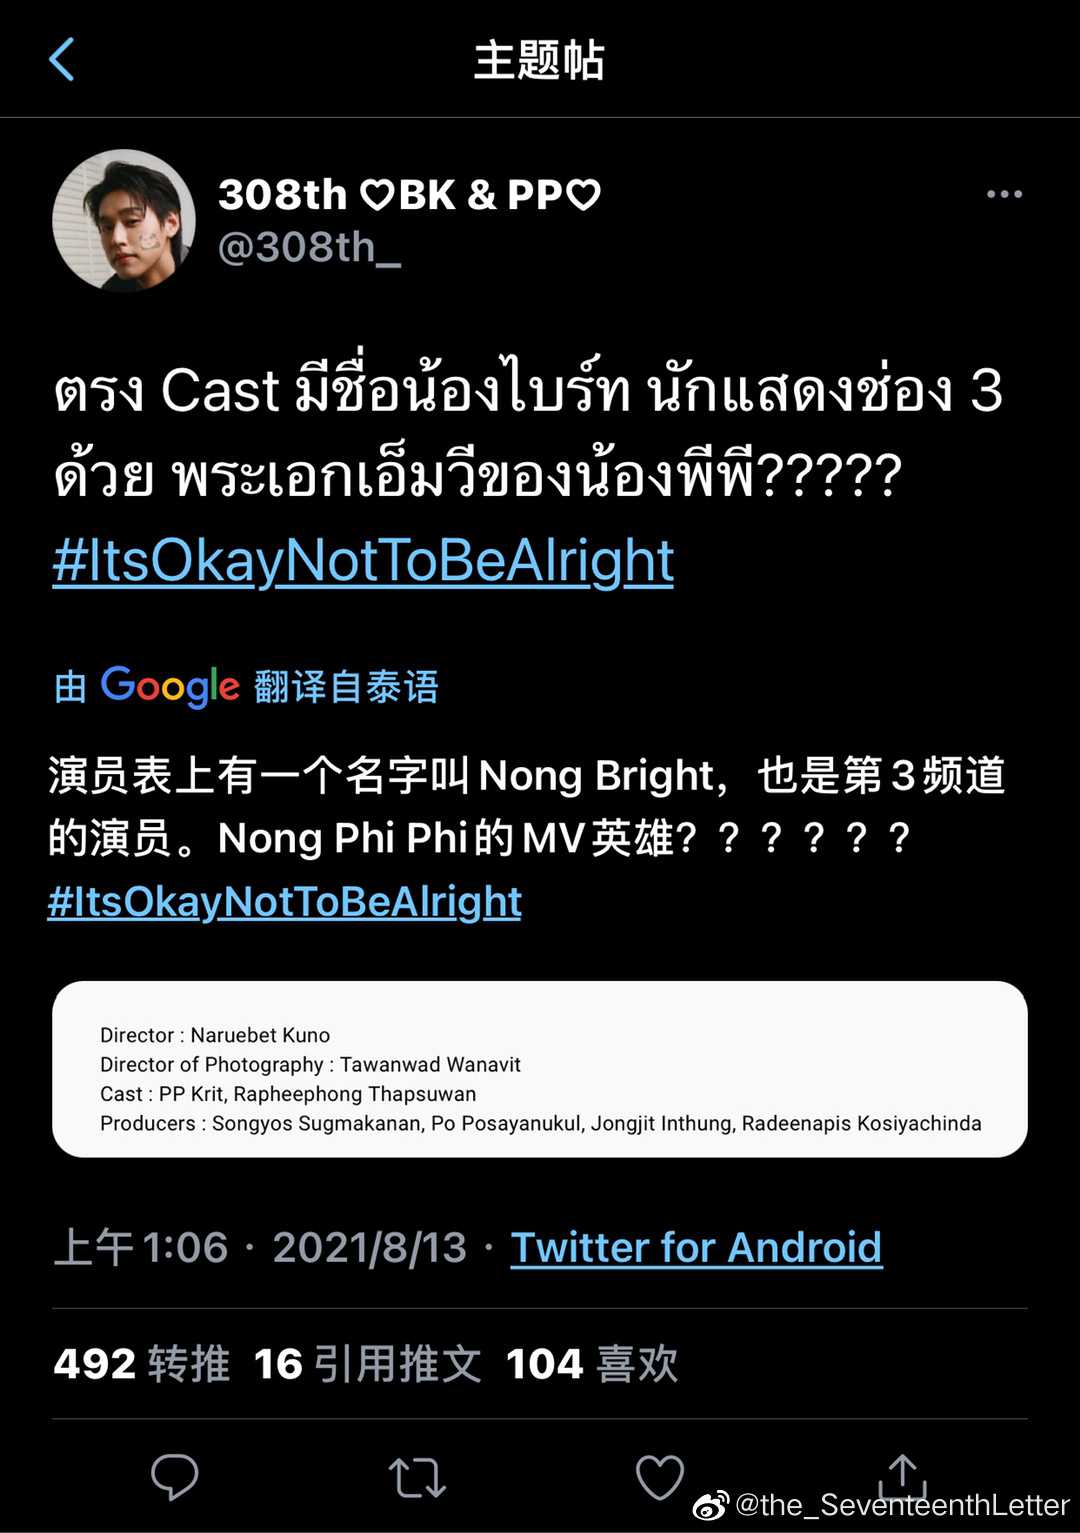 主题帖
308th ♡BK & PP♡
@308th_
ตรง Cast มีชื่อน้องไบร์ท นักแสดงช่อง 3
ด้วย พระเอกเอ็มวีของน้องพีพี?????
#ItsOkayNotToBeAlright
由 Google 翻译自泰语
演员表上有一个名字叫Nong Bright，也是第3频道
的演员。Nong Phi Phi的MV英雄？？？？？？
#ItsOkayNotToBeAlright
Director : Naruebet Kuno
Director of Photography : Tawanwad Wanavit
Cast : PP Krit, Rapheephong Thapsuwan
Producers : Songyos Sugmakanan, Po Posayanukul, Jongjit Inthung, Radeenapis Kosiyachinda
上午1:06 · 2021/8/13 · Twitter for Android
492 转推 16 引用推文 104 喜欢
@the_SeventeenthLetter